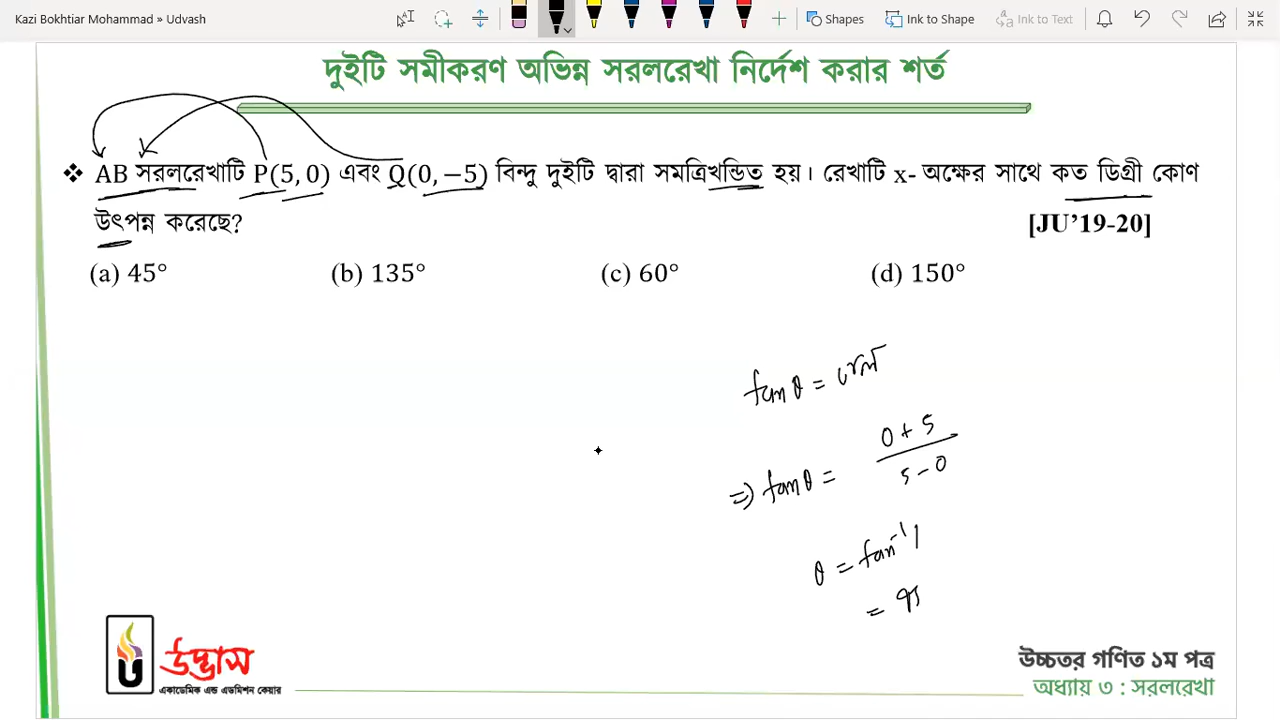 Kazi Bokhtiar Mohammad » Udvash
Shapes
Ink to Shape
Ink to Text
দুইটি সমীকরণ অভিন্ন সরলরেখা নির্দেশ করার শর্ত
❖ AB সরলরেখাটি P(5, 0) এবং Q(0, −5) বিন্দু দুইটি দ্বারা সমত্রিখন্ডিত হয়। রেখাটি x- অক্ষের সাথে কত ডিগ্রী কোণ
উৎপন্ন করেছে?
[JU’19-20]
(a) 45° (b) 135° (c) 60° (d) 150°
tanθ =
⇒ tanθ = 0 + 5
5 − 0
θ = tan⁻¹ 1
=
উদ্ভাস
একাডেমিক এন্ড এডমিশন কেয়ার
উচ্চতর গণিত ১ম পত্র
অধ্যায় ৩ : সরলরেখা